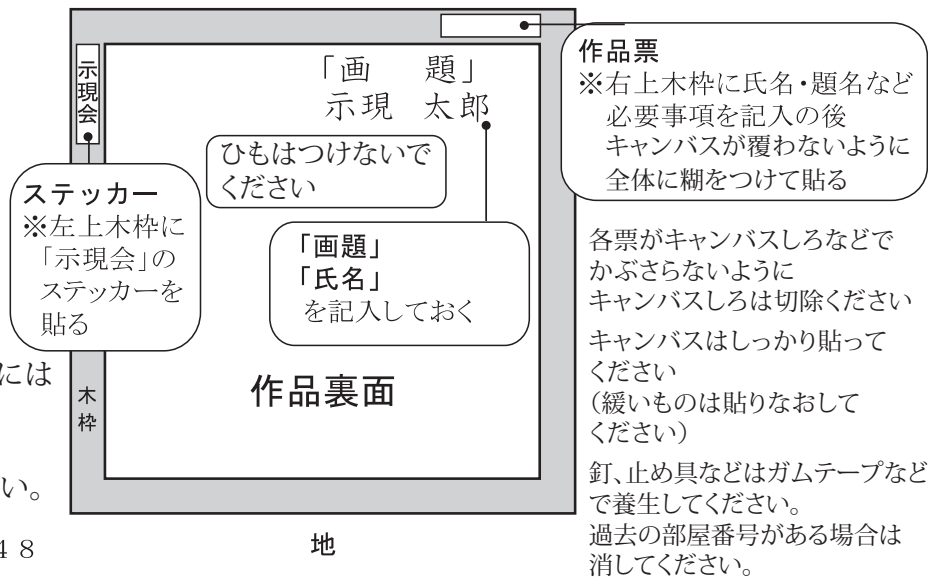 作品票
※右上木枠に氏名・題名など
必要事項を記入の後
キャンバスが覆わないように
全体に糊をつけて貼る
示現会
「画　題」
示現　太郎
ひもはつけないで
ください
ステッカー
※左上木枠に
「示現会」の
ステッカーを
貼る
「画題」
「氏名」
を記入しておく
各票がキャンバスしろなどで
かぶさらないように
キャンバスしろは切除ください
キャンバスはしっかり貼って
ください
（緩いものは貼りなおして
ください）
には
木枠
作品裏面
釘、止め具などはガムテープなど
で養生してください。
過去の部屋番号がある場合は
消してください。
い。
４８
地